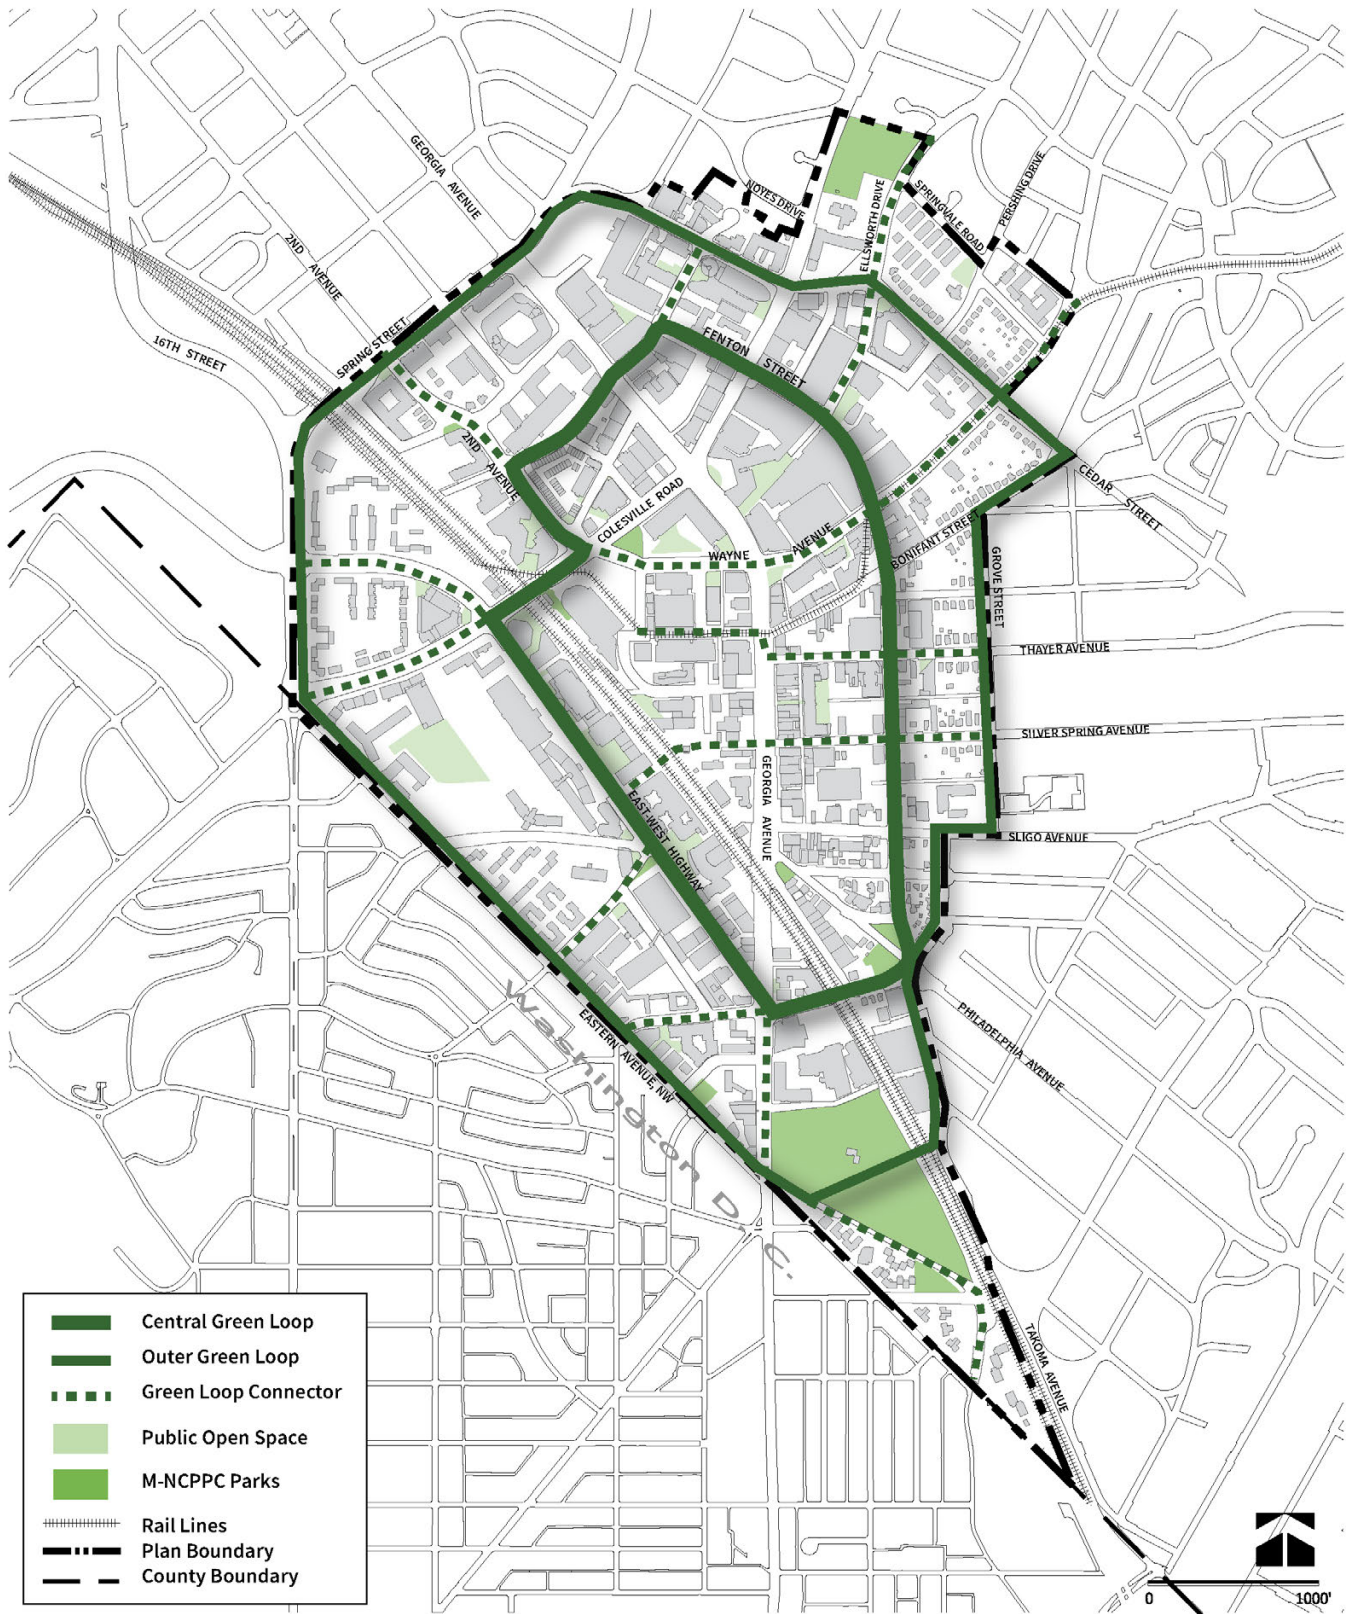 GEORGIA AVENUE
2ND AVENUE
16TH STREET
SPRING STREET
NOYES DRIVE
ELLSWORTH DRIVE
SPRINGVALE ROAD
PERSHING DRIVE
FENTON STREET
2ND AVENUE
COLESVILLE ROAD
WAYNE AVENUE
BONIFANT STREET
CEDAR STREET
GROVE STREET
THAYER AVENUE
SILVER SPRING AVENUE
GEORGIA AVENUE
EAST-WEST HIGHWAY
SLIGO AVENUE
PHILADELPHIA AVENUE
EASTERN AVENUE, NW
Washington D. C.
TAKOMA AVENUE
Central Green Loop
Outer Green Loop
Green Loop Connector
Public Open Space
M-NCPPC Parks
Rail Lines
Plan Boundary
County Boundary
0 1000'